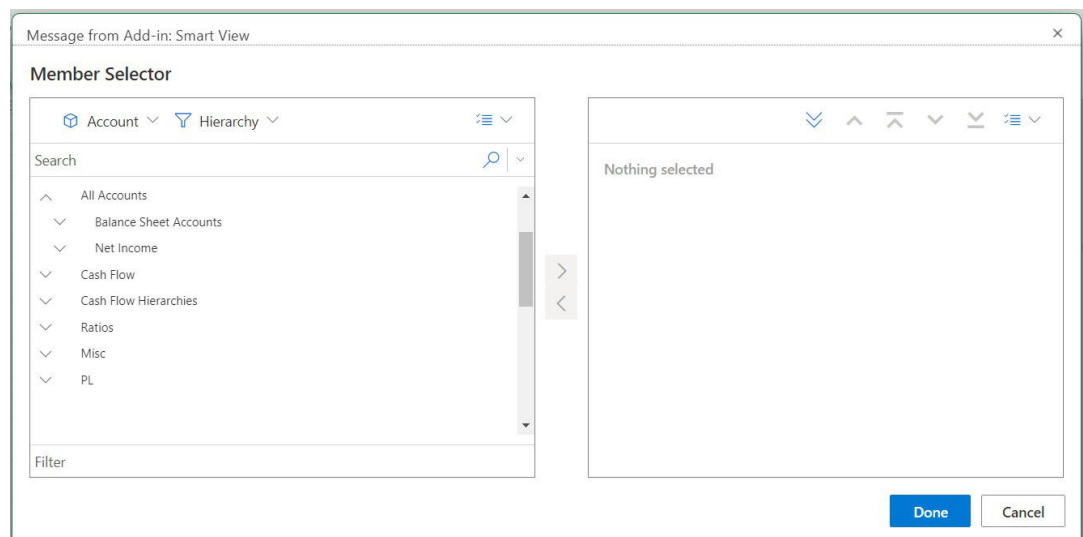 Message from Add-in: Smart View
Member Selector
Account Hierarchy
Search
All Accounts
Balance Sheet Accounts
Net Income
Cash Flow
Cash Flow Hierarchies
Ratios
Misc
PL
Filter
Nothing selected
Done Cancel